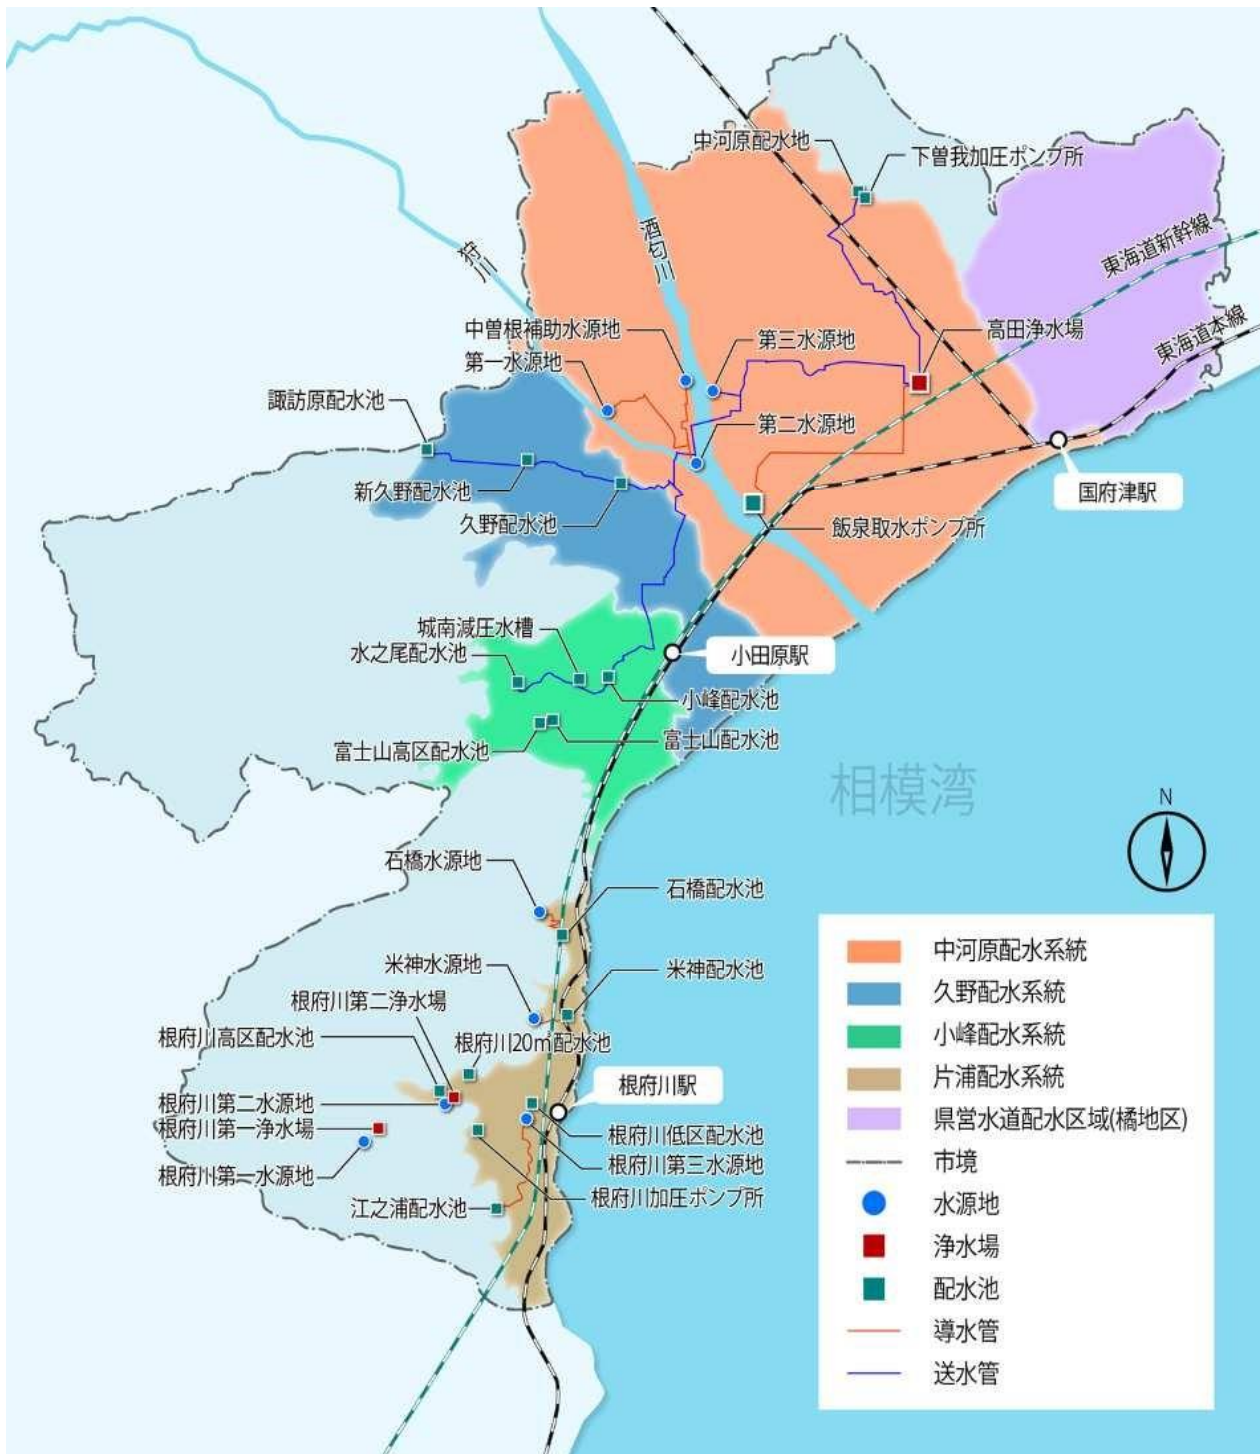 中河原配水地
下曽我加圧ポンプ所
酒匂川
狩川
東海道新幹線
東海道本線
中曽根補助水源地
第三水源地
高田浄水場
第一水源地
諏訪原配水池
第二水源地
新久野配水池
久野配水池
国府津駅
飯泉取水ポンプ所
城南減圧水槽
水之尾配水池
小田原駅
小峰配水池
富士山高区配水池
富士山配水池
相模湾
N
石橋水源地
石橋配水池
米神水源地
米神配水池
根府川第二浄水場
根府川高区配水池
根府川20㎥配水池
根府川駅
根府川第二水源地
根府川第一浄水場
根府川低区配水池
根府川第三水源地
根府川第一水源地
根府川加圧ポンプ所
江之浦配水池
中河原配水系統
久野配水系統
小峰配水系統
片浦配水系統
県営水道配水区域(橘地区)
市境
水源地
浄水場
配水池
導水管
送水管